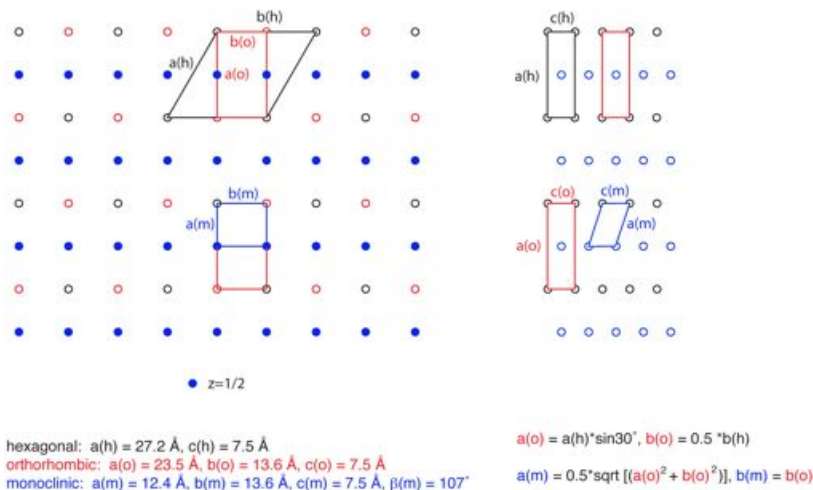 b(h)
c(h)
b(o)
a(h)
a(o)
a(h)
b(m)
a(m)
c(o)
c(m)
a(m)
a(o)
z=1/2
hexagonal: a(h) = 27.2 Å, c(h) = 7.5 Å
orthorhombic: a(o) = 23.5 Å, b(o) = 13.6 Å, c(o) = 7.5 Å
monoclinic: a(m) = 12.4 Å, b(m) = 13.6 Å, c(m) = 7.5 Å, β(m) = 107°
a(o) = a(h)*sin30°, b(o) = 0.5 *b(h)
a(m) = 0.5*sqrt [(a(o)² + b(o)²)], b(m) = b(o)